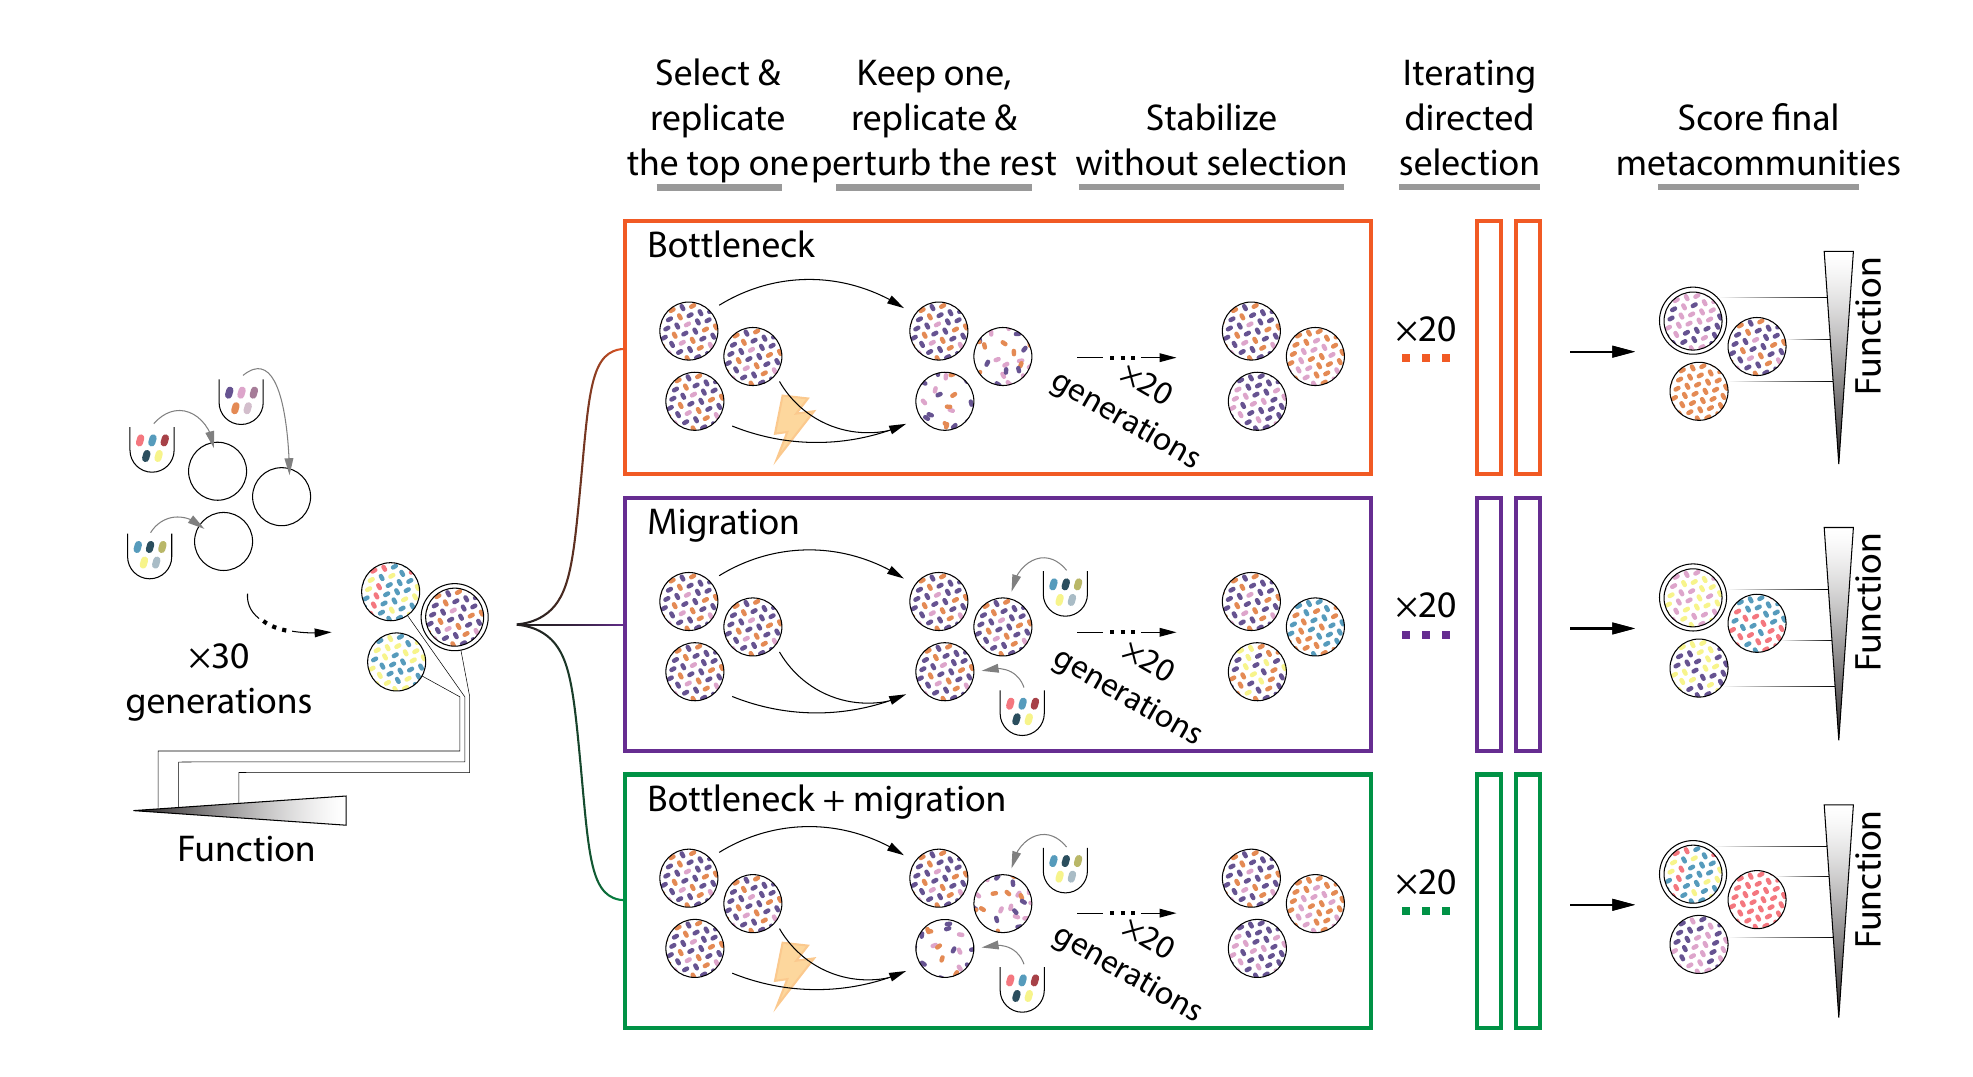 Select &
replicate
the top one
Keep one,
replicate &
perturb the rest
Stabilize
without selection
Iterating
directed
selection
Score final
metacommunities
×30
generations
Function
Bottleneck
×20
generations
×20
Function
Migration
×20
generations
×20
Function
Bottleneck + migration
×20
generations
×20
Function